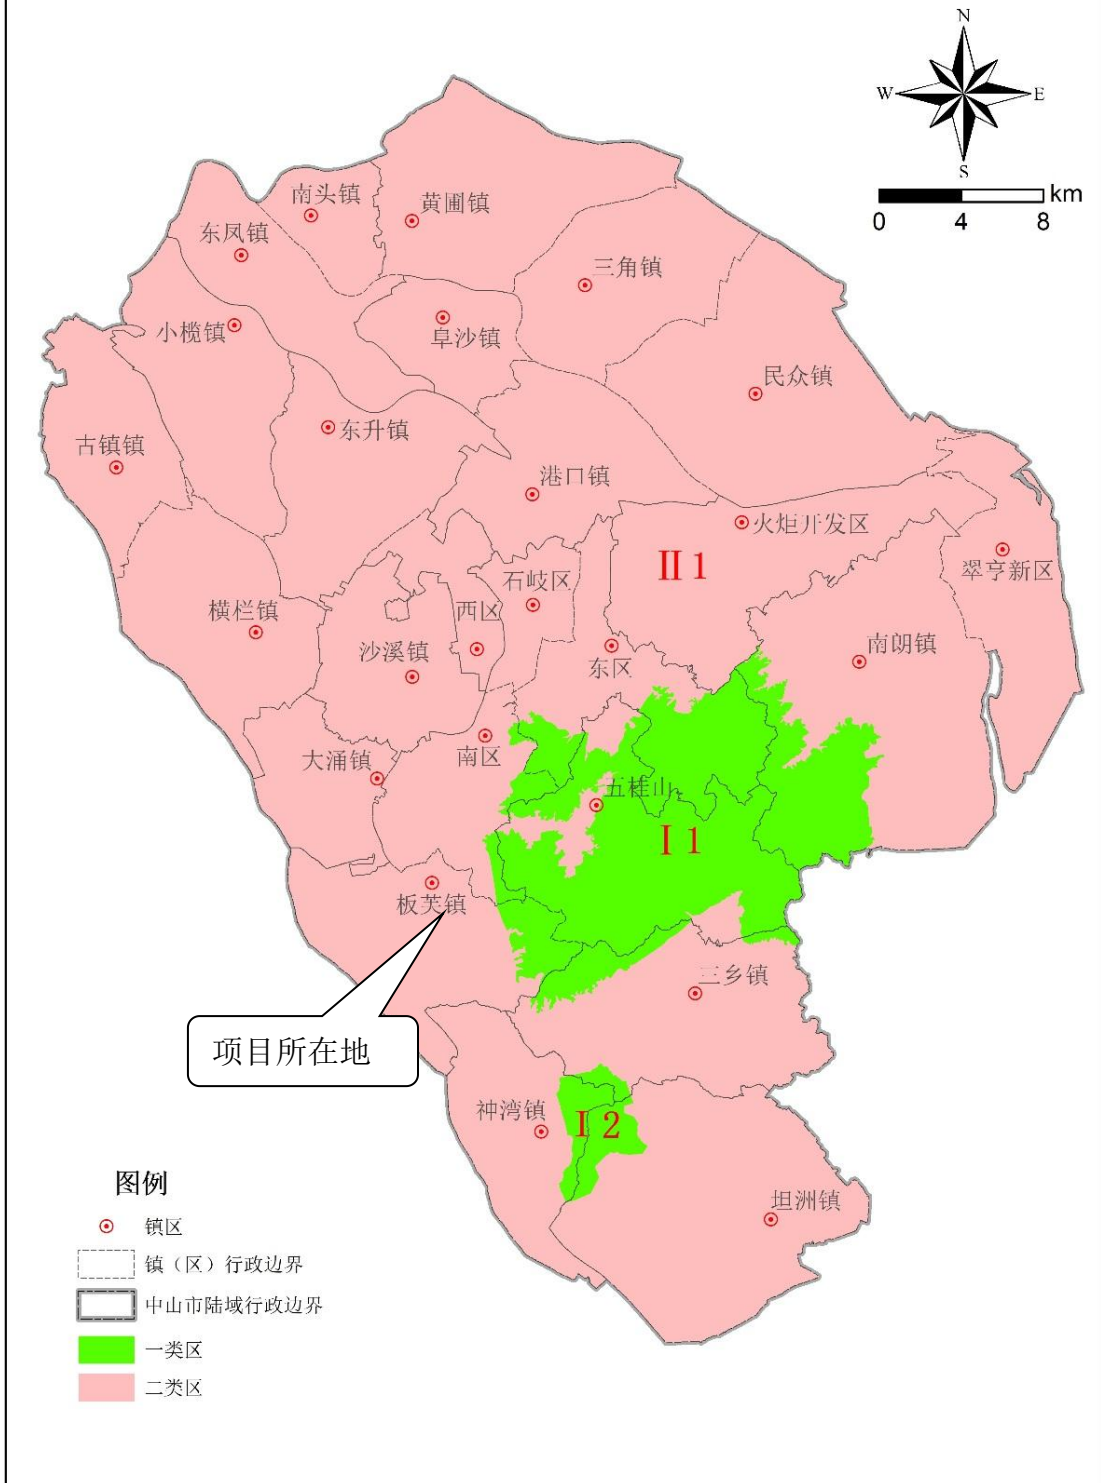 N
W
E
S
km
0
4
8
南头镇
黄圃镇
东凤镇
三角镇
小榄镇
阜沙镇
民众镇
古镇镇
东升镇
港口镇
火炬开发区
II 1
翠亨新区
石岐区
横栏镇
西区
沙溪镇
东区
南朗镇
南区
大涌镇
五桂山
I 1
板芙镇
三乡镇
项目所在地
神湾镇
I 2
坦洲镇
图例
镇区
镇（区）行政边界
中山市陆域行政边界
一类区
二类区